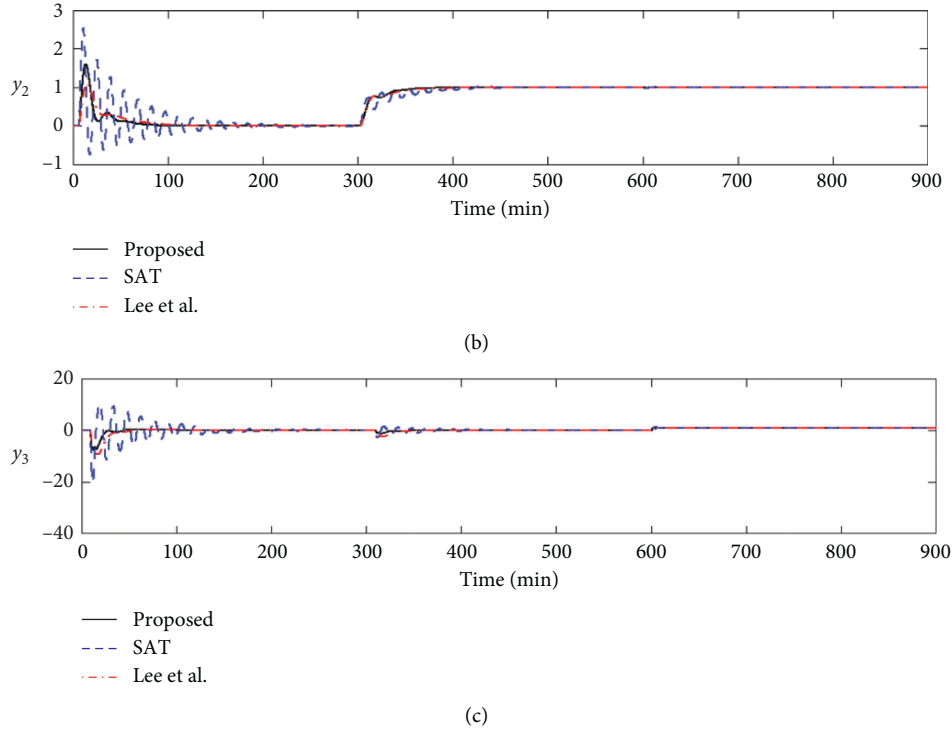 3
2
y2
1
0
–1
0 100 200 300 400 500 600 700 800 900
Time (min)
Proposed
SAT
Lee et al.
(b)
20
0
y3
–20
–40
0 100 200 300 400 500 600 700 800 900
Time (min)
Proposed
SAT
Lee et al.
(c)